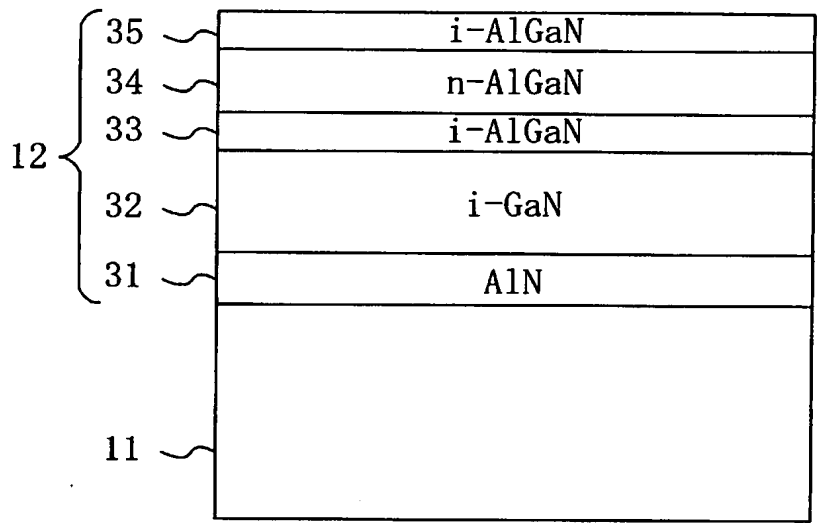 35 i-AlGaN
34 n-AlGaN
33 i-AlGaN
12
32 i-GaN
31 AlN
11